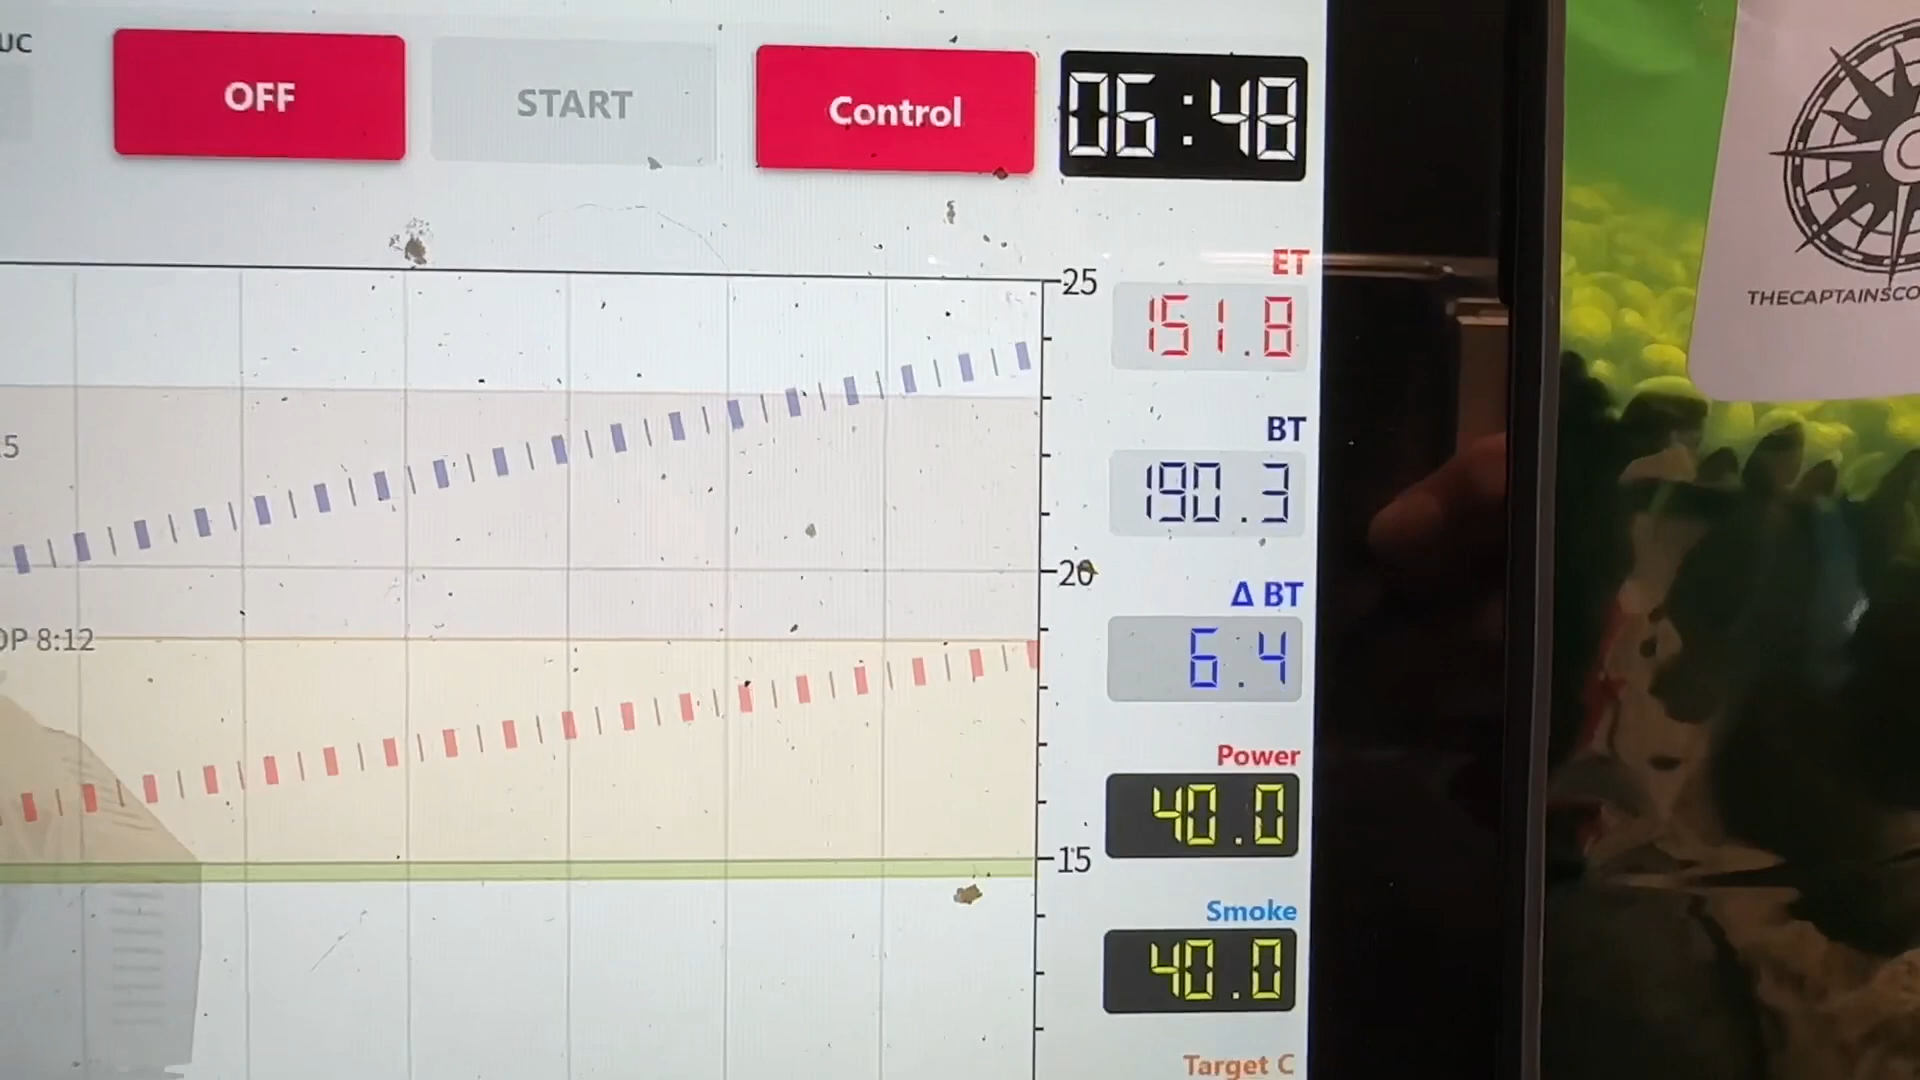 UC
OFF
START
Control
06:48
ET
25
151.8
BT
190.3
20
Δ BT
6.4
DP 8:12
Power
40.0
15
Smoke
40.0
Target C
THECAPTAINSCO